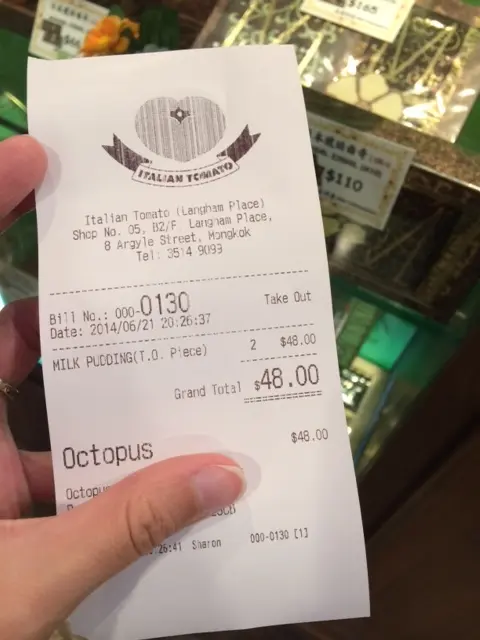 $165
$110
ITALIAN TOMATO
Italian Tomato (Langham Place)
Shop No. 05, B2/F Langham Place,
8 Argyle Street, Mongkok
Tel: 3514 9093
Bill No.: 000-0130 Take Out
Date: 2014/06/21 20:26:37
MILK PUDDING(T.O. Piece) 2 $48.00
Grand Total $48.00
Octopus $48.00
:26:41 Sharon 000-0130 [1]